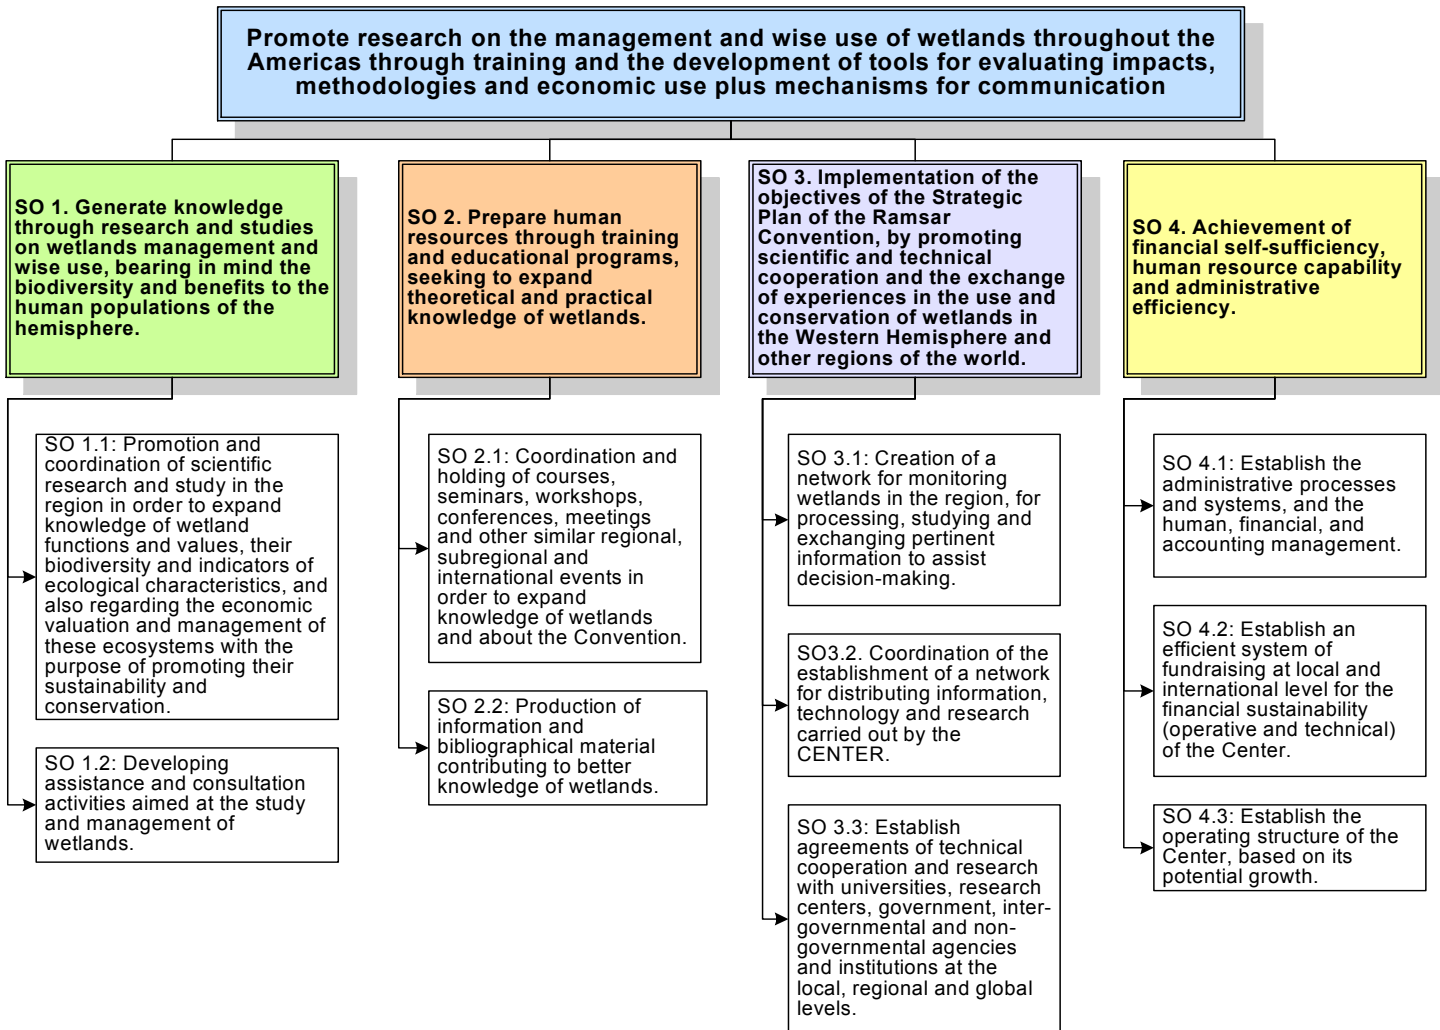 Promote research on the management and wise use of wetlands throughout the
Americas through training and the development of tools for evaluating impacts,
methodologies and economic use plus mechanisms for communication
SO 1. Generate knowledge
through research and studies
on wetlands management and
wise use, bearing in mind the
biodiversity and benefits to the
human populations of the
hemisphere.
SO 1.1: Promotion and
coordination of scientific
research and study in the
region in order to expand
knowledge of wetland
functions and values, their
biodiversity and indicators of
ecological characteristics, and
also regarding the economic
valuation and management of
these ecosystems with the
purpose of promoting their
sustainability and
conservation.
SO 1.2: Developing
assistance and consultation
activities aimed at the study
and management of
wetlands.
SO 2. Prepare human
resources through training
and educational programs,
seeking to expand
theoretical and practical
knowledge of wetlands.
SO 2.1: Coordination and
holding of courses,
seminars, workshops,
conferences, meetings
and other similar regional,
subregional and
international events in
order to expand
knowledge of wetlands
and about the Convention.
SO 2.2: Production of
information and
bibliographical material
contributing to better
knowledge of wetlands.
SO 3. Implementation of the
objectives of the Strategic
Plan of the Ramsar
Convention, by promoting
scientific and technical
cooperation and the exchange
of experiences in the use and
conservation of wetlands in
the Western Hemisphere and
other regions of the world.
SO 3.1: Creation of a
network for monitoring
wetlands in the region, for
processing, studying and
exchanging pertinent
information to assist
decision-making.
SO3.2. Coordination of the
establishment of a network
for distributing information,
technology and research
carried out by the
CENTER.
SO 3.3: Establish
agreements of technical
cooperation and research
with universities, research
centers, government, inter-
governmental and non-
governmental agencies
and institutions at the
local, regional and global
levels.
SO 4. Achievement of
financial self-sufficiency,
human resource capability
and administrative
efficiency.
SO 4.1: Establish the
administrative processes
and systems, and the
human, financial, and
accounting management.
SO 4.2: Establish an
efficient system of
fundraising at local and
international level for the
financial sustainability
(operative and technical)
of the Center.
SO 4.3: Establish the
operating structure of the
Center, based on its
potential growth.